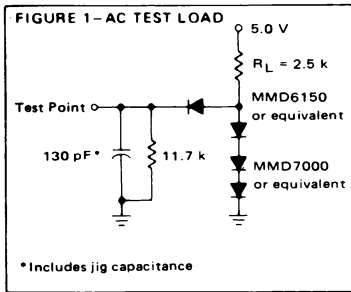 FIGURE 1–AC TEST LOAD
5.0 V
RL = 2.5 k
Test Point
MMD6150
or equivalent
130 pF*
11.7 k
MMD7000
or equivalent
*Includes jig capacitance